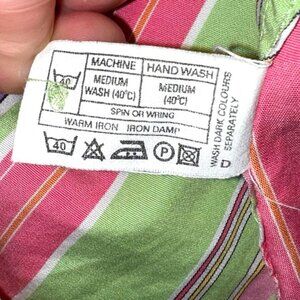 40
MACHINE
HAND WASH
MEDIUM
WASH (40°C)
MEDIUM
(40°C)
SPIN OR WRING
WARM IRON IRON DAMP
40
P
WASH DARK COLOURS
SEPARATELY
D